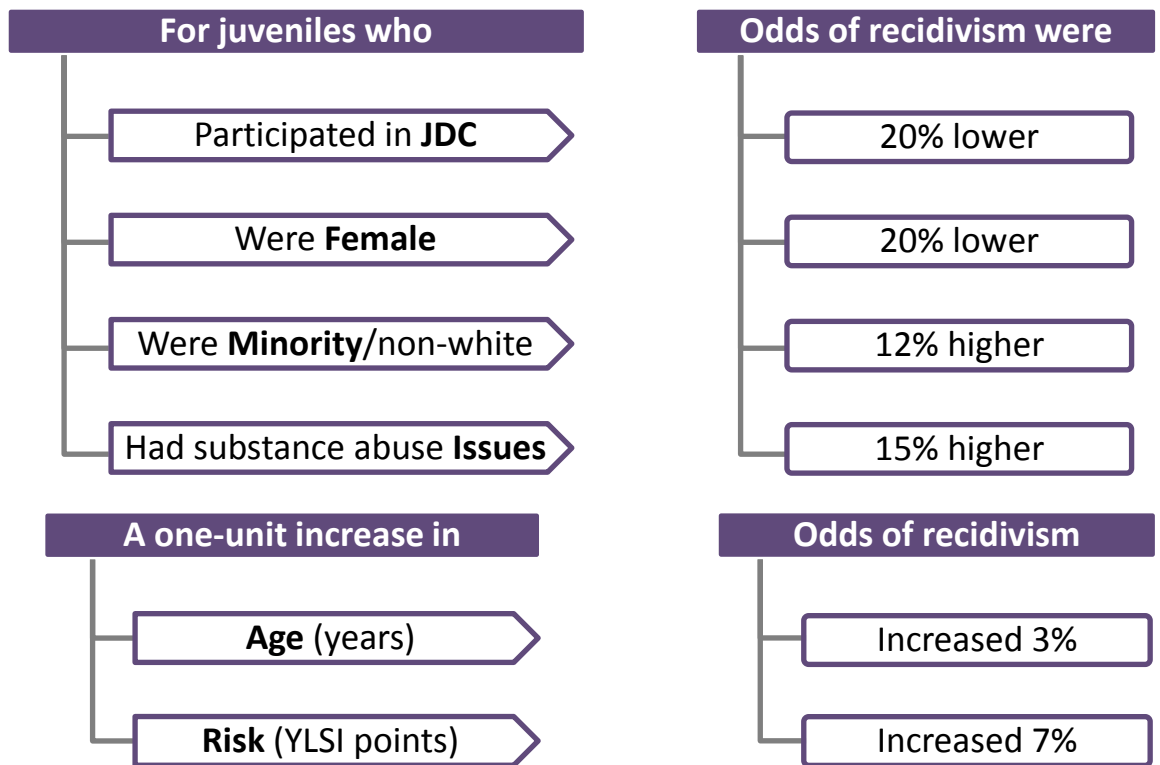 For juveniles who
Odds of recidivism were
Participated in JDC
20% lower
Were Female
20% lower
Were Minority/non-white
12% higher
Had substance abuse Issues
15% higher
A one-unit increase in
Odds of recidivism
Age (years)
Increased 3%
Risk (YLSI points)
Increased 7%